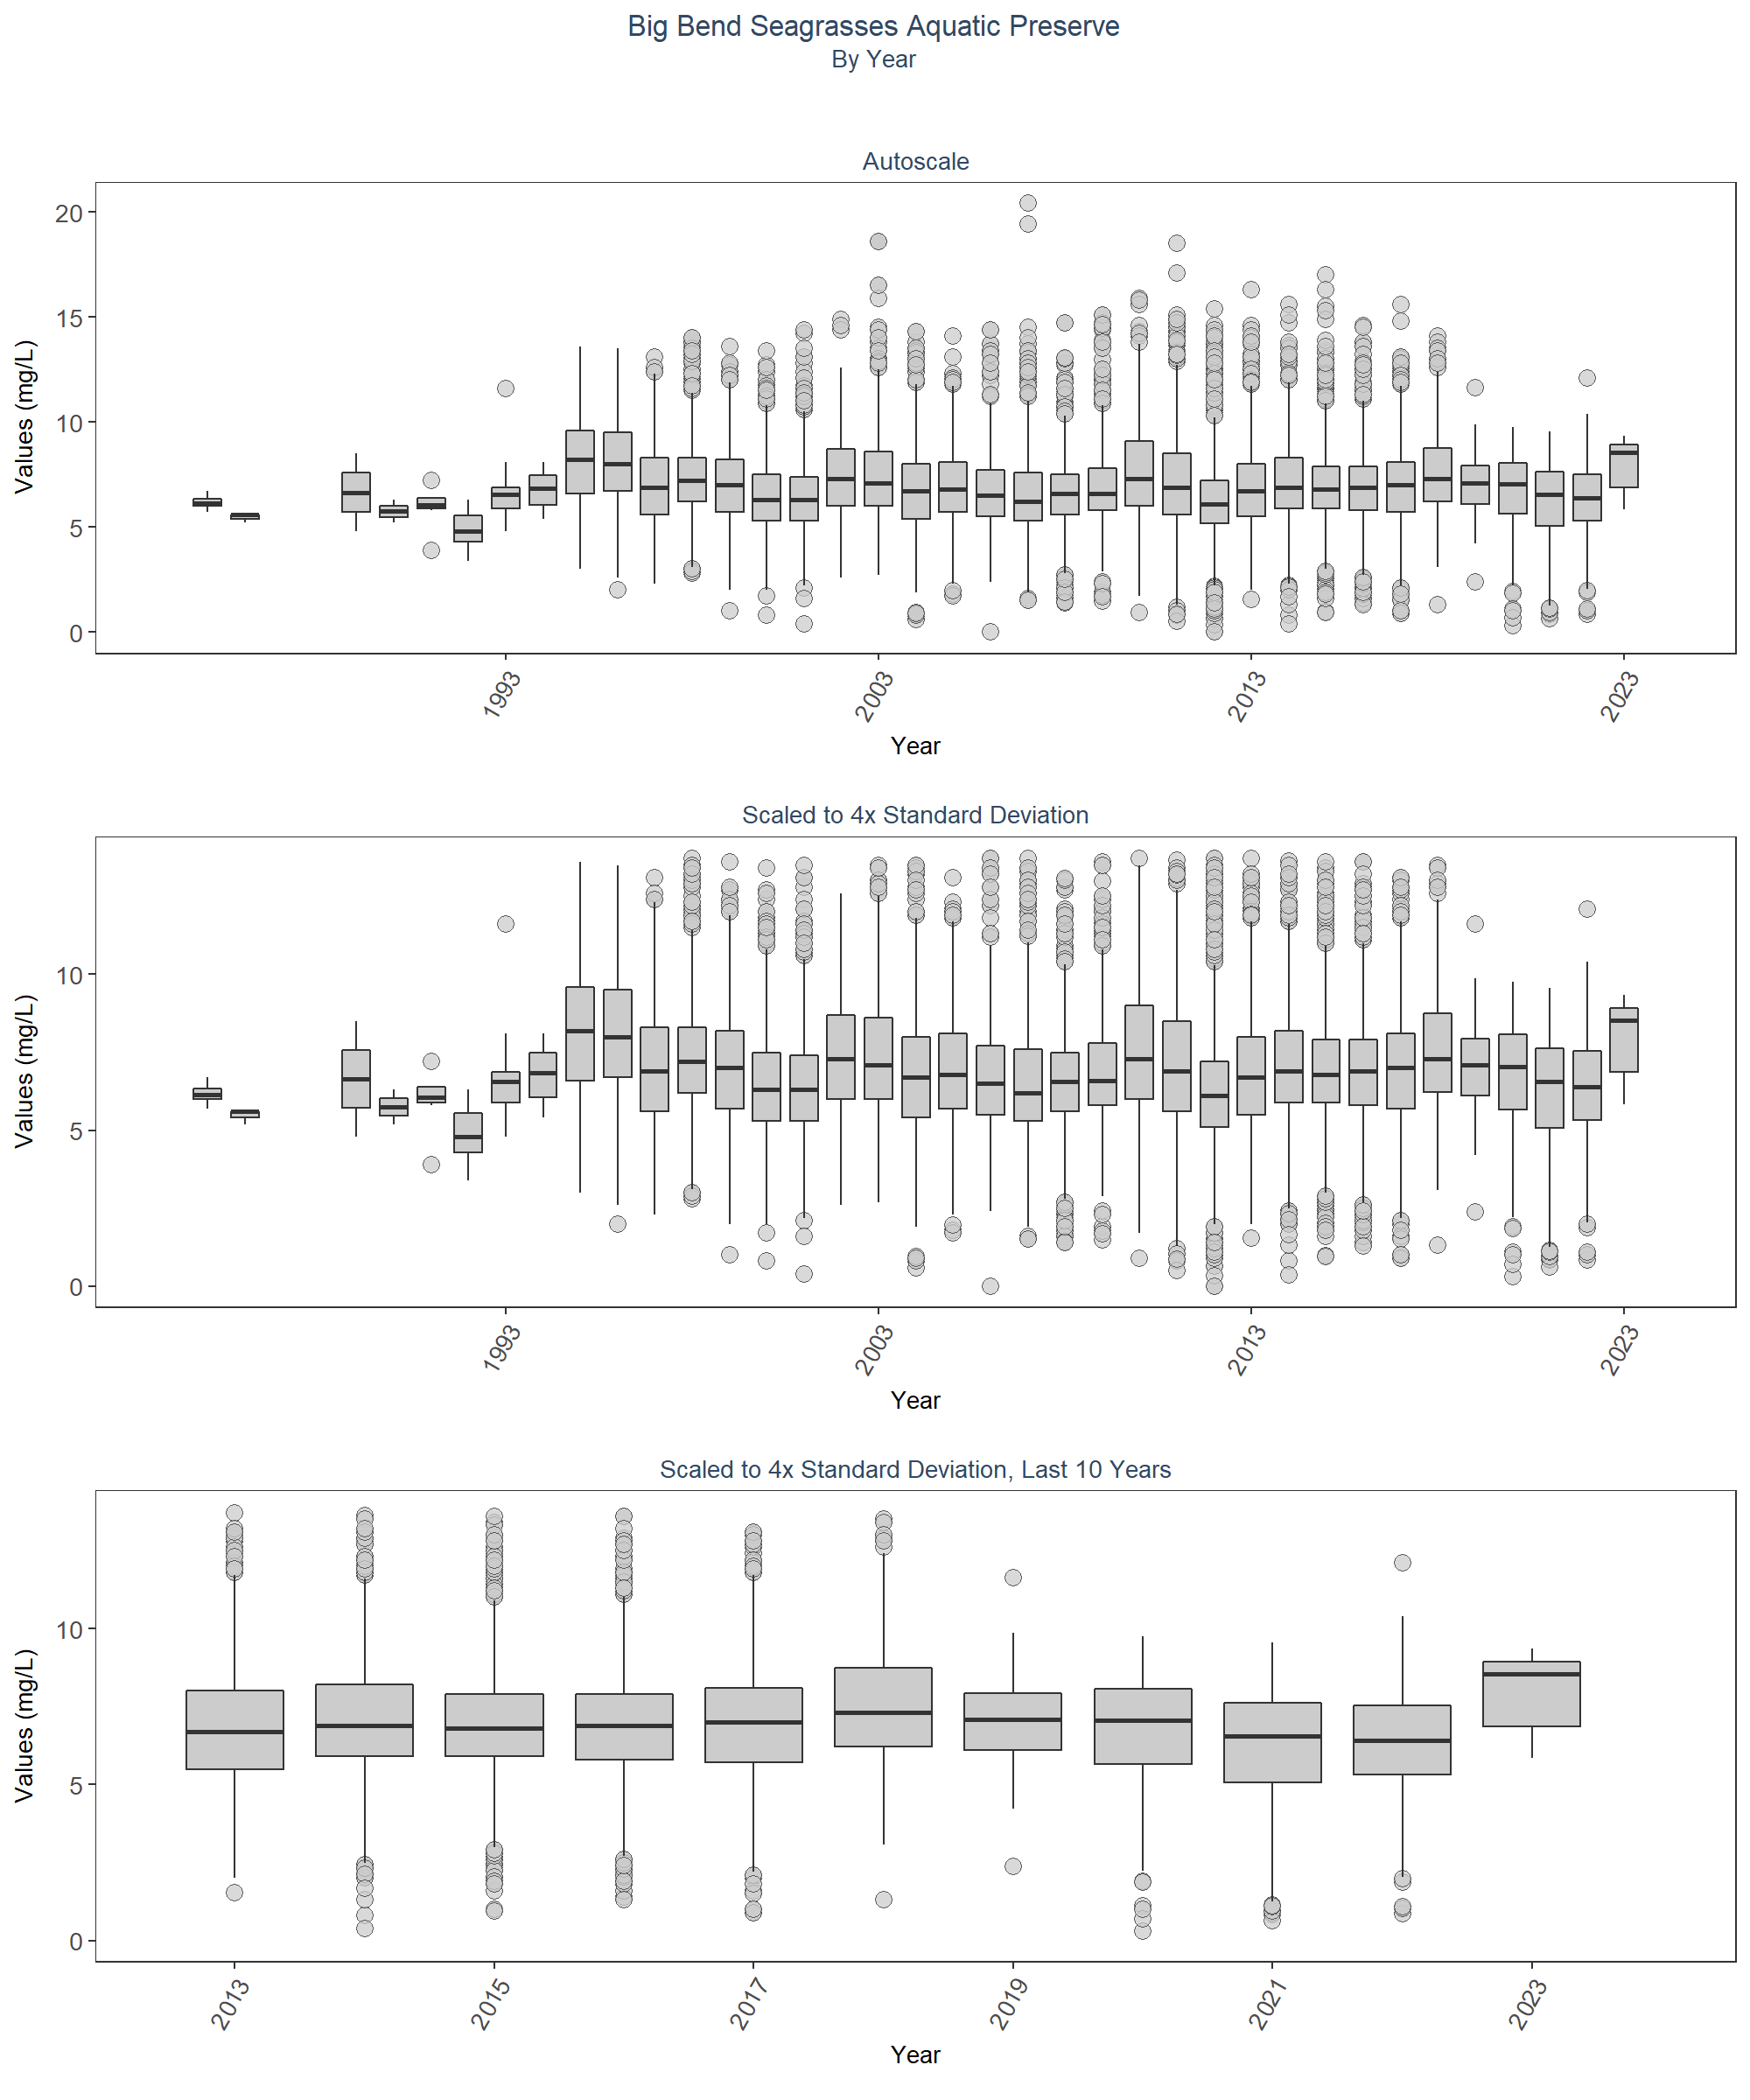 Big Bend Seagrasses Aquatic Preserve
By Year
Autoscale
Values (mg/L)
20
15
10
5
0
1993
2003
2013
2023
Year
Scaled to 4x Standard Deviation
Values (mg/L)
10
5
0
1993
2003
2013
2023
Year
Scaled to 4x Standard Deviation, Last 10 Years
Values (mg/L)
10
5
0
2013
2015
2017
2019
2021
2023
Year